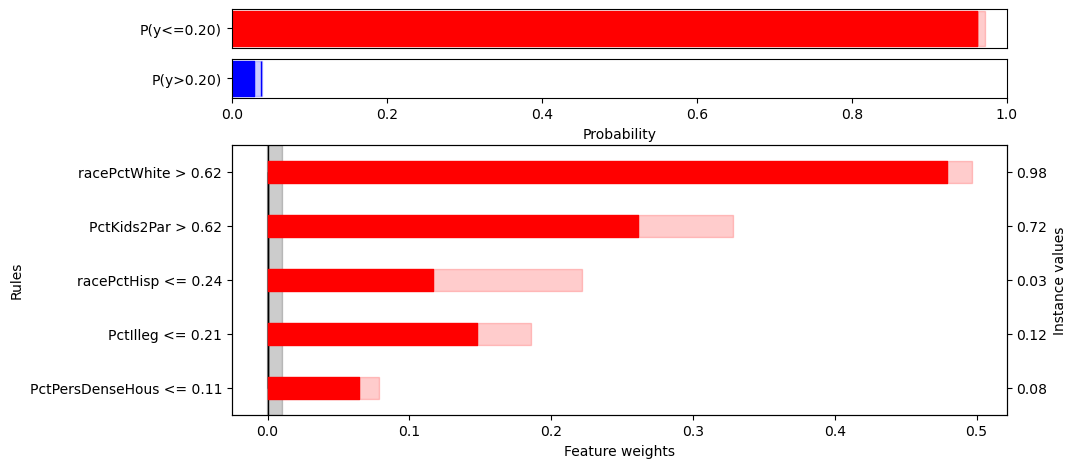 P(y<=0.20)
P(y>0.20)
0.0 0.2 0.4 0.6 0.8 1.0
Probability
racePctWhite > 0.62 0.98
PctKids2Par > 0.62 0.72
racePctHisp <= 0.24 0.03
PctIlleg <= 0.21 0.12
PctPersDenseHous <= 0.11 0.08
Rules
Instance values
0.0 0.1 0.2 0.3 0.4 0.5
Feature weights